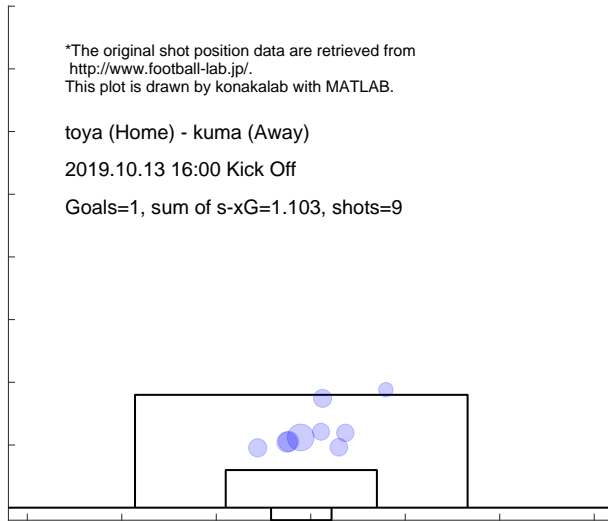 *The original shot position data are retrieved from
http://www.football-lab.jp/.
This plot is drawn by konakalab with MATLAB.
toya (Home) - kuma (Away)
2019.10.13 16:00 Kick Off
Goals=1, sum of s-xG=1.103, shots=9